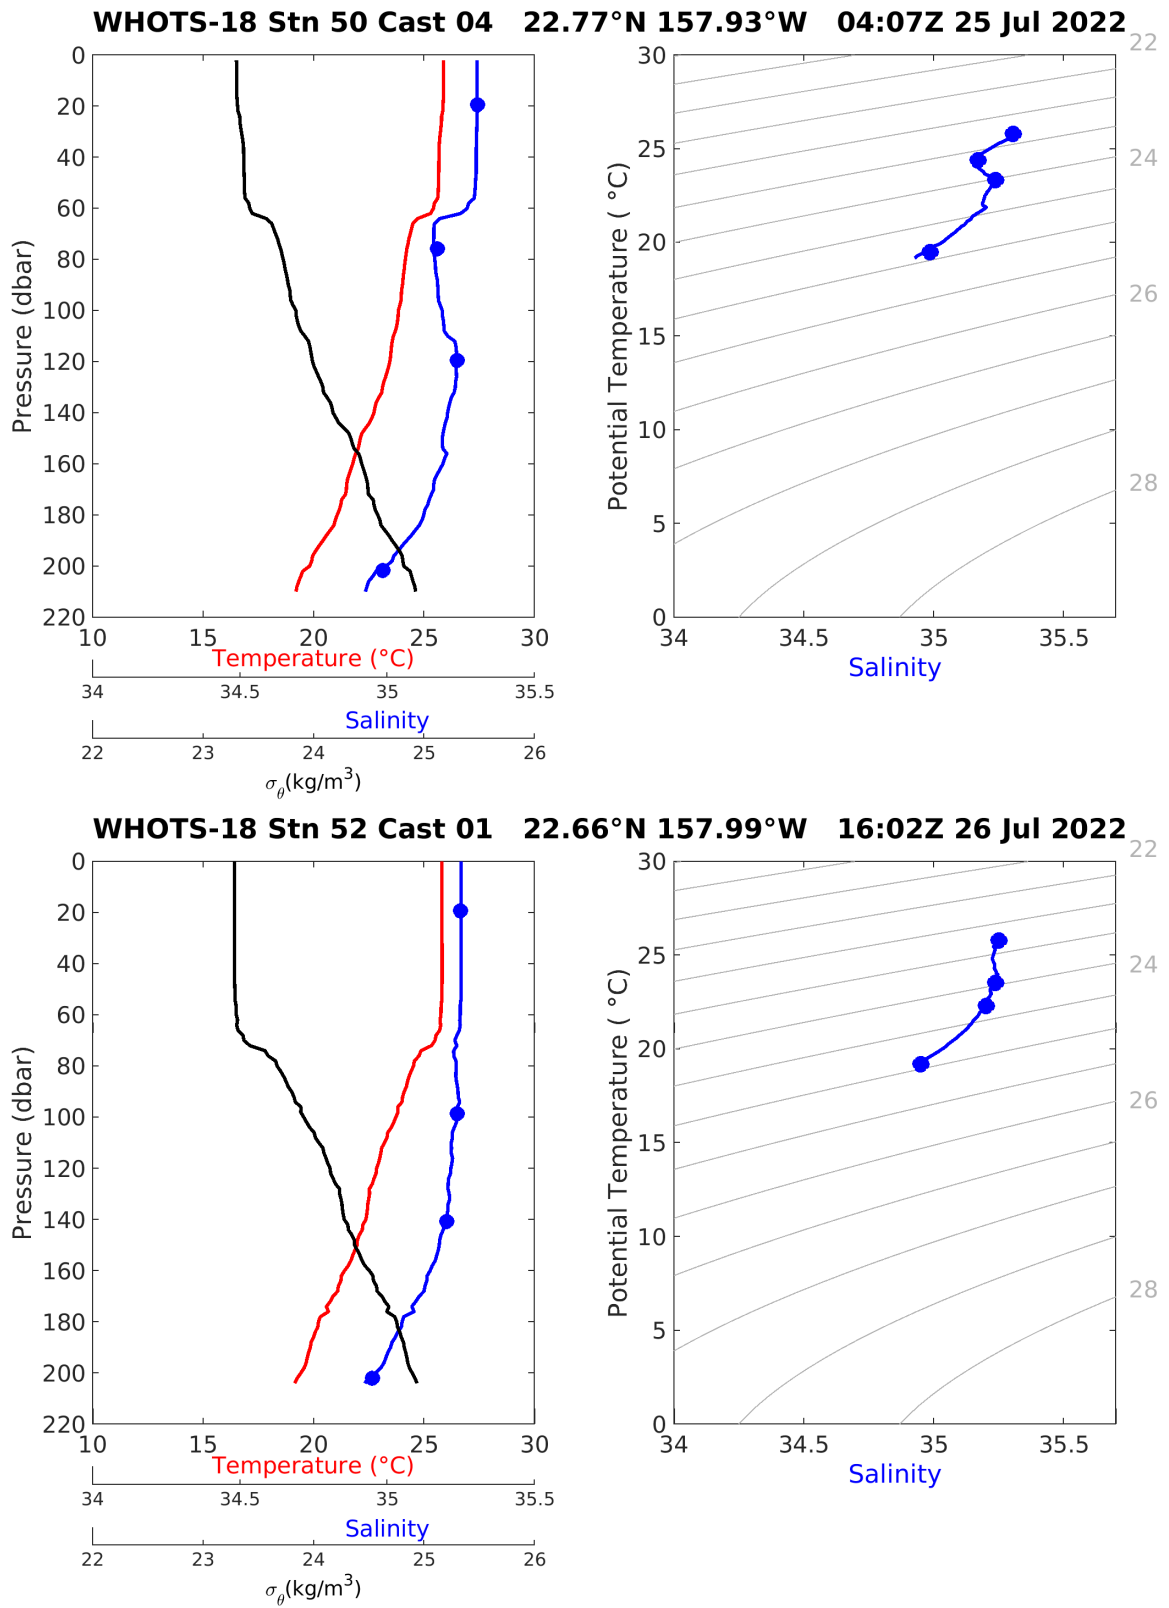 WHOTS-18 Stn 50 Cast 04 22.77°N 157.93°W 04:07Z 25 Jul 2022
0
20
40
60
80
100
120
140
160
180
200
220
Pressure (dbar)
10 15 20 25 30
Temperature (°C)
34 34.5 35 35.5
Salinity
22 23 24 25 26
σθ(kg/m3)
30
25
20
15
10
5
0
Potential Temperature ( °C)
34 34.5 35 35.5
Salinity
22
24
26
28
WHOTS-18 Stn 52 Cast 01 22.66°N 157.99°W 16:02Z 26 Jul 2022
0
20
40
60
80
100
120
140
160
180
200
220
Pressure (dbar)
10 15 20 25 30
Temperature (°C)
34 34.5 35 35.5
Salinity
22 23 24 25 26
σθ(kg/m3)
30
25
20
15
10
5
0
Potential Temperature ( °C)
34 34.5 35 35.5
Salinity
22
24
26
28